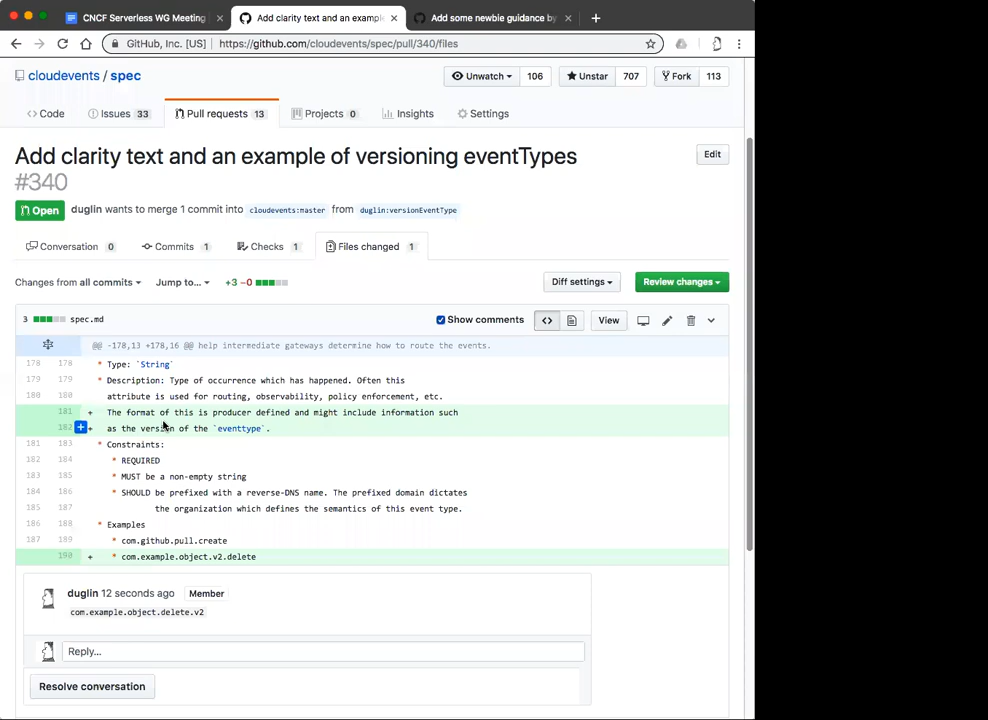 CNCF Serverless WG Meeting
Add clarity text and an example
Add some newbie guidance by
GitHub, Inc. [US] https://github.com/cloudevents/spec/pull/340/files
cloudevents / spec
Unwatch 106
Unstar 707
Fork 113
Code
Issues 33
Pull requests 13
Projects 0
Insights
Settings
Add clarity text and an example of versioning eventTypes
#340
Edit
Open
duglin wants to merge 1 commit into cloudevents:master from duglin:versionEventType
Conversation 0
Commits 1
Checks 1
Files changed 1
Changes from all commits
Jump to...
+3 −0
Diff settings
Review changes
3 spec.md
Show comments
<>
View
@@ -178,13 +178,16 @@ help intermediate gateways determine how to route the events.
178 178 * Type: `String`
179 179 * Description: Type of occurrence which has happened. Often this
180 180 attribute is used for routing, observability, policy enforcement, etc.
181 + The format of this is producer defined and might include information such
182 + as the version of the `eventtype`.
181 183 * Constraints:
182 184 * REQUIRED
183 185 * MUST be a non-empty string
184 186 * SHOULD be prefixed with a reverse-DNS name. The prefixed domain dictates
185 187 the organization which defines the semantics of this event type.
186 188 * Examples
187 189 * com.github.pull.create
190 + * com.example.object.v2.delete
duglin 12 seconds ago Member
com.example.object.delete.v2
Reply...
Resolve conversation